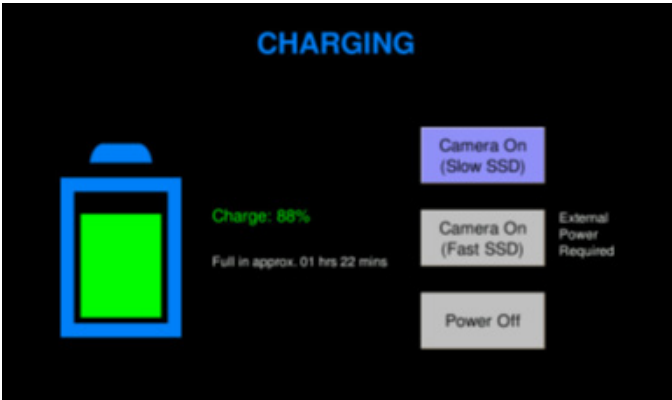 CHARGING
Camera On
(Slow SSD)
Charge: 88%
Full in approx. 01 hrs 22 mins
Camera On
(Fast SSD)
External
Power
Required
Power Off